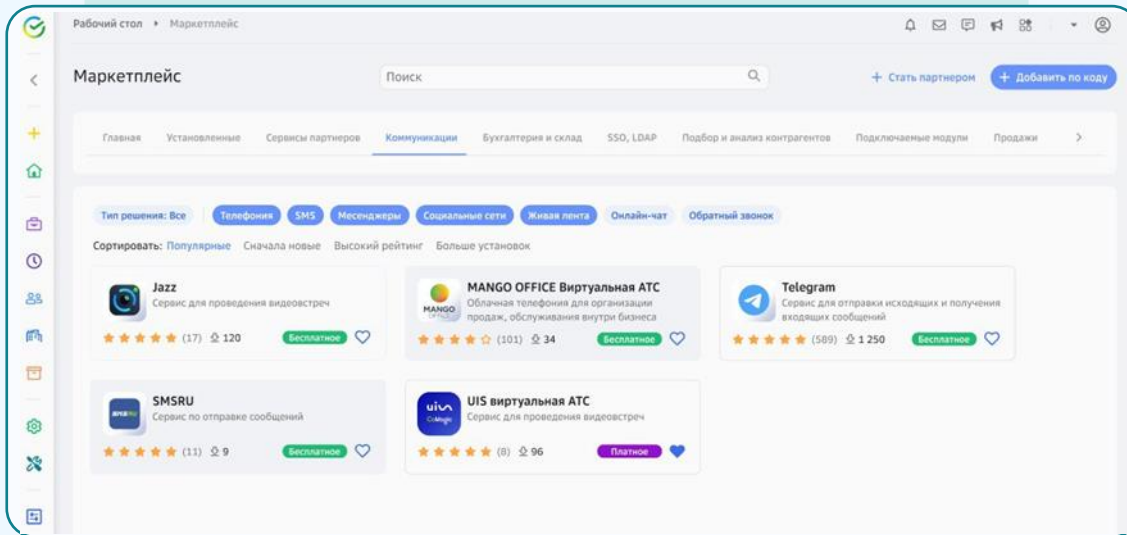 Рабочий стол Маркетплейс
Маркетплейс
Поиск
+ Стать партнером
+ Добавить по коду
Главная Установленные Сервисы партнеров Коммуникации Бухгалтерия и склад SSO, LDAP Подбор и анализ контрагентов Подключаемые модули Продажи
Тип решения: Все Телефония SMS Месенджеры Социальные сети Живая лента Онлайн-чат Обратный звонок
Сортировать: Популярные Сначала новые Высокий рейтинг Больше установок
Jazz
Сервис для проведения видеовстреч
(17) 120 Бесплатное
MANGO
OFFICE
MANGO OFFICE Виртуальная АТС
Облачная телефония для организации
продаж, обслуживания внутри бизнеса
(101) 34 Бесплатное
Telegram
Сервис для отправки исходящих и получения
входящих сообщений
(589) 1 250 Бесплатное
SMSRU
Сервис по отправке сообщений
(11) 9 Бесплатное
uis
CoMagic
UIS виртуальная АТС
Сервис для проведения видеовстреч
(8) 96 Платное